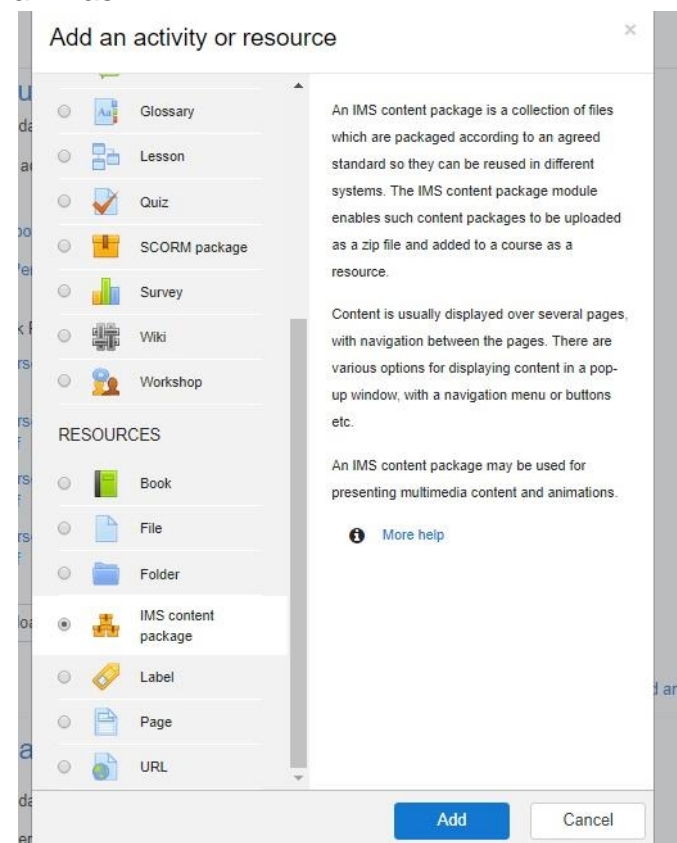 Add an activity or resource
×
Glossary
Lesson
Quiz
SCORM package
Survey
Wiki
Workshop
RESOURCES
Book
File
Folder
IMS content
package
Label
Page
URL
An IMS content package is a collection of files
which are packaged according to an agreed
standard so they can be reused in different
systems. The IMS content package module
enables such content packages to be uploaded
as a zip file and added to a course as a
resource.
Content is usually displayed over several pages,
with navigation between the pages. There are
various options for displaying content in a pop-
up window, with a navigation menu or buttons
etc.
An IMS content package may be used for
presenting multimedia content and animations.
More help
Add
Cancel